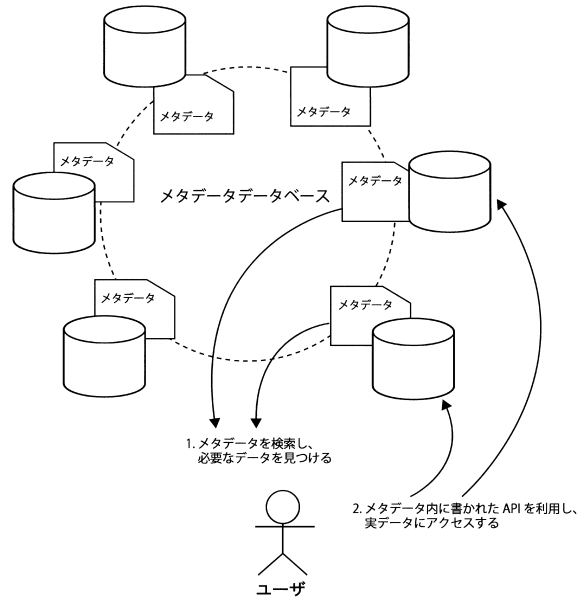 メタデータ
メタデータ
メタデータ
メタデータデータベース
メタデータ
メタデータ
メタデータ
1. メタデータを検索し、
必要なデータを見つける
2. メタデータ内に書かれた API を利用し、
実データにアクセスする
ユーザ